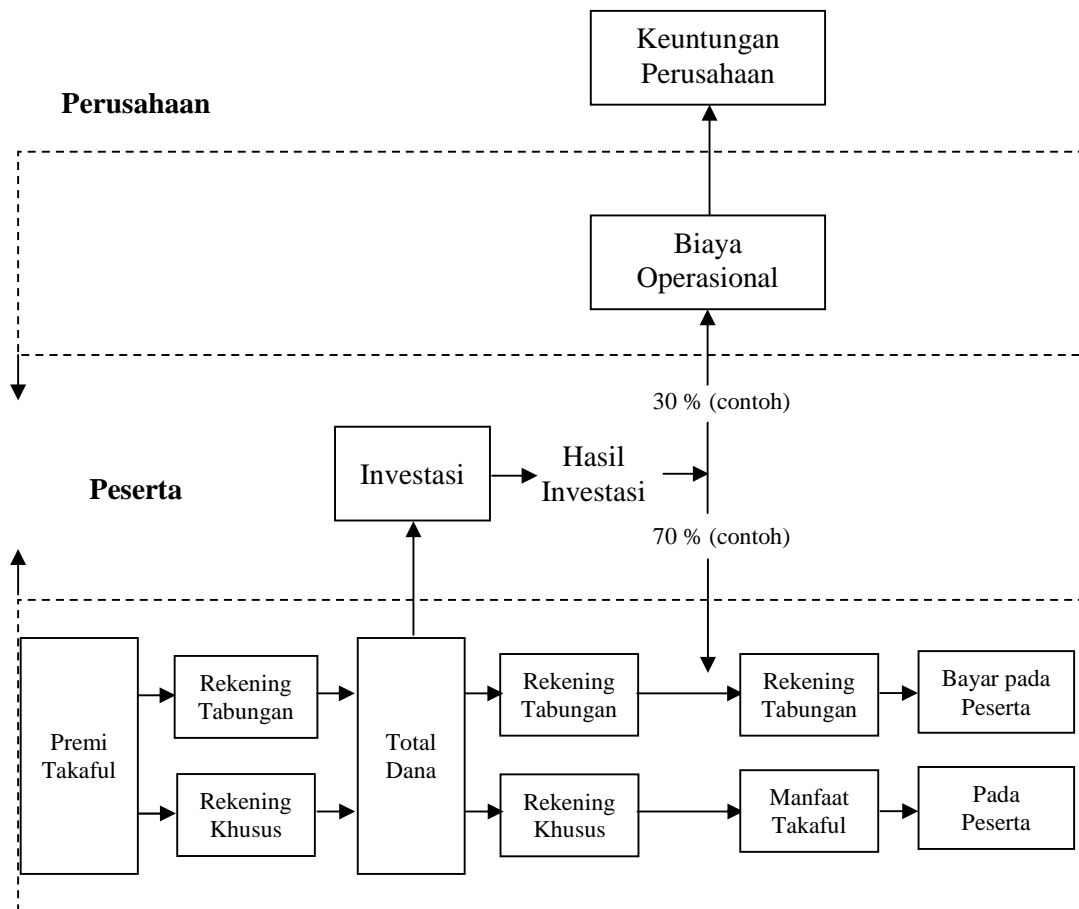 Keuntungan
Perusahaan
Perusahaan
Biaya
Operasional
30 % (contoh)
Investasi
Hasil
Investasi
Peserta
70 % (contoh)
Premi
Takaful
Rekening
Tabungan
Rekening
Khusus
Total
Dana
Rekening
Tabungan
Rekening
Khusus
Rekening
Tabungan
Manfaat
Takaful
Bayar pada
Peserta
Pada
Peserta